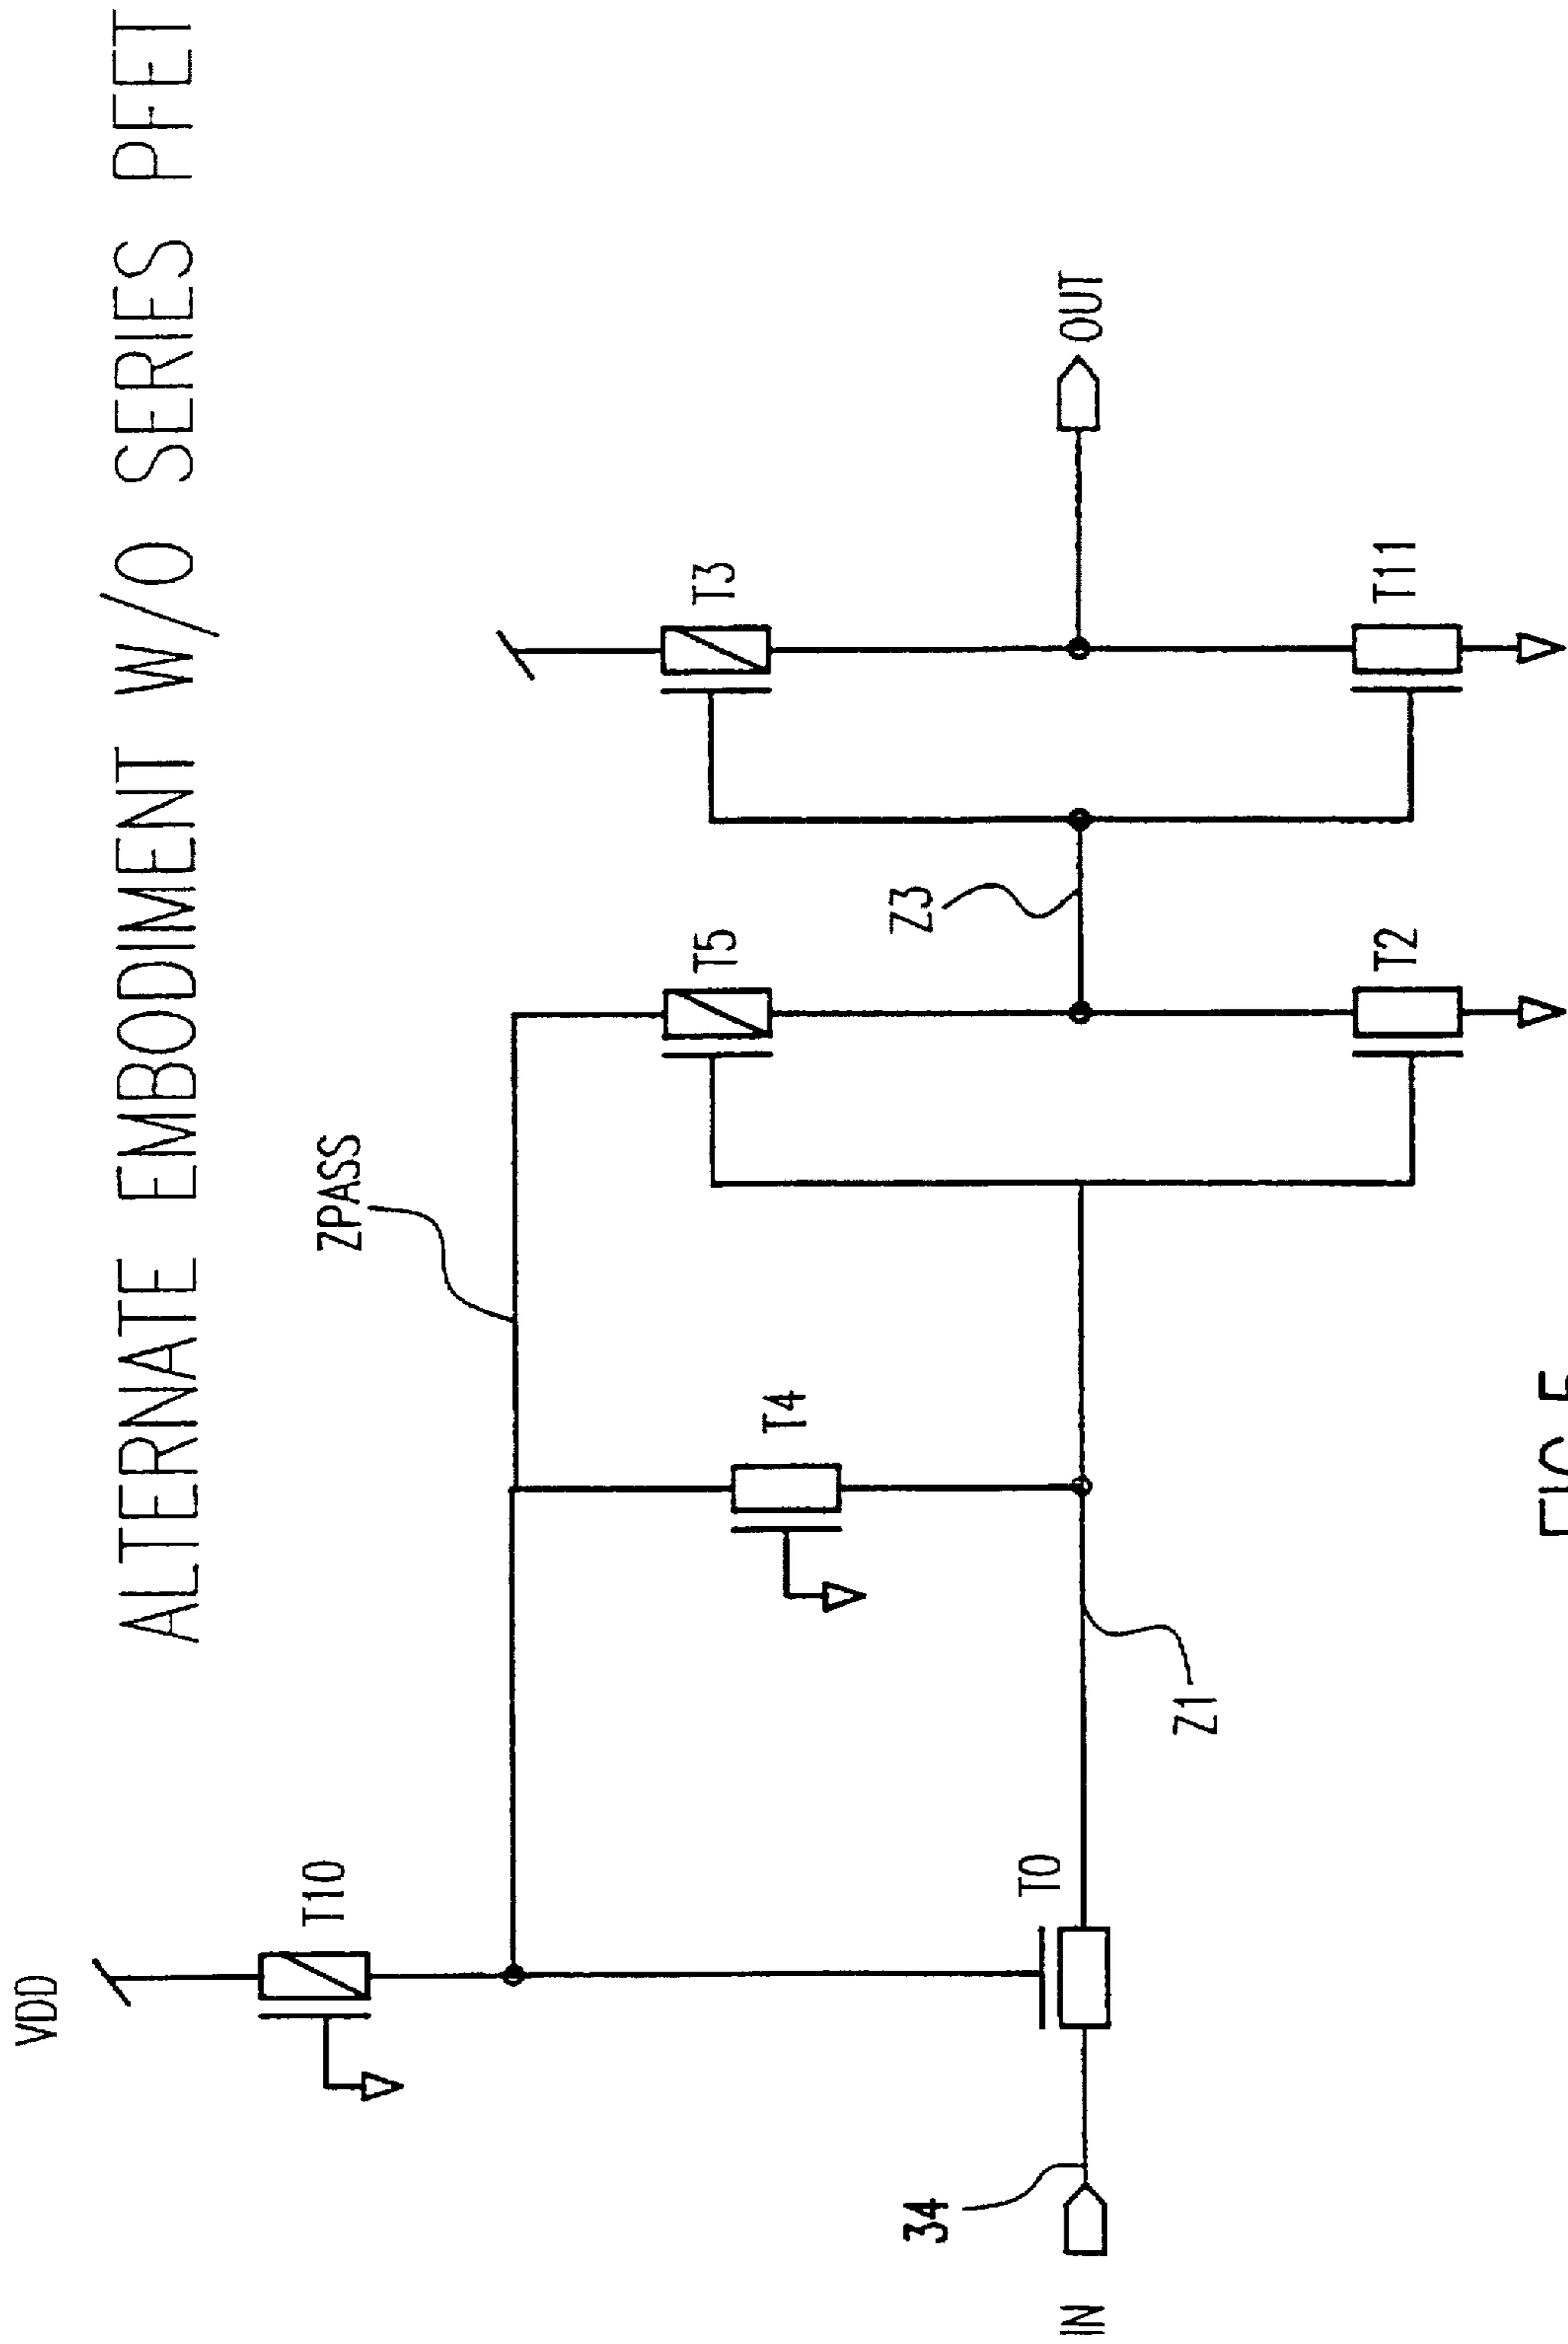 ALTERNATE EMBODIMENT W/O SERIES PFET
VDD
T10
ZPASS
T4
T5
T3
Z3
OUT
T0
34
IN
Z1
T2
T11